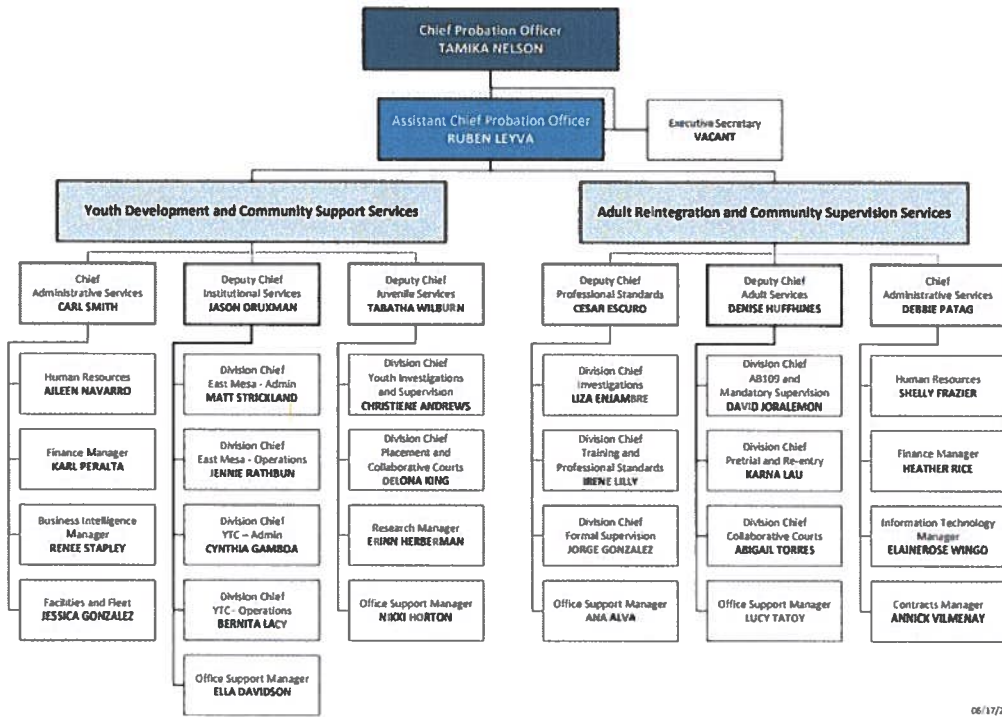 Chief Probation Officer
TAMIKA NELSON
Assistant Chief Probation Officer
RUBEN LEYVA
Executive Secretary
VACANT
Youth Development and Community Support Services
Adult Reintegration and Community Supervision Services
Chief
Administrative Services
CARL SMITH
Deputy Chief
Institutional Services
JASON DRUXMAN
Deputy Chief
Juvenile Services
TABATHA WILBURN
Deputy Chief
Professional Standards
CESAR ESCURO
Deputy Chief
Adult Services
DENISE HUFFHINES
Chief
Administrative Services
DEBBIE PATAG
Human Resources
AILEEN NAVARRO
Finance Manager
KARL PERALTA
Business Intelligence
Manager
RENEE STAPLEY
Facilities and Fleet
JESSICA GONZALEZ
Division Chief
East Mesa - Admin
MATT STRICKLAND
Division Chief
East Mesa - Operations
JENNIE RATHBUN
Division Chief
YTC – Admin
CYNTHIA GAMBOA
Division Chief
YTC - Operations
BERNITA LACY
Office Support Manager
ELLA DAVIDSON
Division Chief
Youth Investigations
and Supervision
CHRISTIENE ANDREWS
Division Chief
Placement and
Collaborative Courts
DELONA KING
Research Manager
ERINN HERBERMAN
Office Support Manager
NIKKI HORTON
Division Chief
Investigations
LIZA ENJAMBRE
Division Chief
Training and
Professional Standards
IRENE LILLY
Division Chief
Formal Supervision
JORGE GONZALEZ
Office Support Manager
ANA ALVA
Division Chief
AB109 and
Mandatory Supervision
DAVID JORALEMON
Division Chief
Pretrial and Re-entry
KARNA LAU
Division Chief
Collaborative Courts
ABIGAIL TORRES
Office Support Manager
LUCY TATOY
Human Resources
SHELLY FRAZIER
Finance Manager
HEATHER RICE
Information Technology
Manager
ELAINEROSE WINGO
Contracts Manager
ANNICK VILMENAY